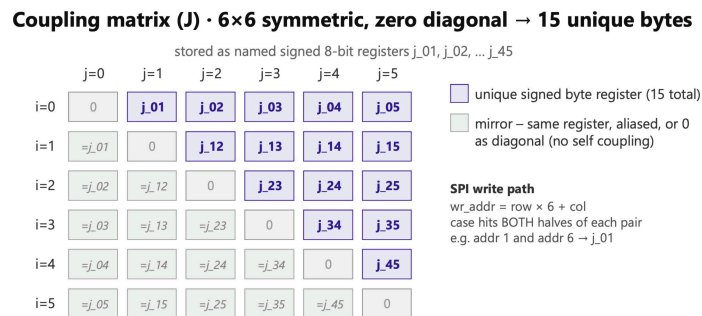 Coupling matrix (J) · 6×6 symmetric, zero diagonal → 15 unique bytes
stored as named signed 8-bit registers j_01, j_02, ... j_45
j=0 j=1 j=2 j=3 j=4 j=5
i=0 0 j_01 j_02 j_03 j_04 j_05
i=1 =j_01 0 j_12 j_13 j_14 j_15
i=2 =j_02 =j_12 0 j_23 j_24 j_25
i=3 =j_03 =j_13 =j_23 0 j_34 j_35
i=4 =j_04 =j_14 =j_24 =j_34 0 j_45
i=5 =j_05 =j_15 =j_25 =j_35 =j_45 0
unique signed byte register (15 total)
mirror – same register, aliased, or 0
as diagonal (no self coupling)
SPI write path
wr_addr = row × 6 + col
case hits BOTH halves of each pair
e.g. addr 1 and addr 6 → j_01